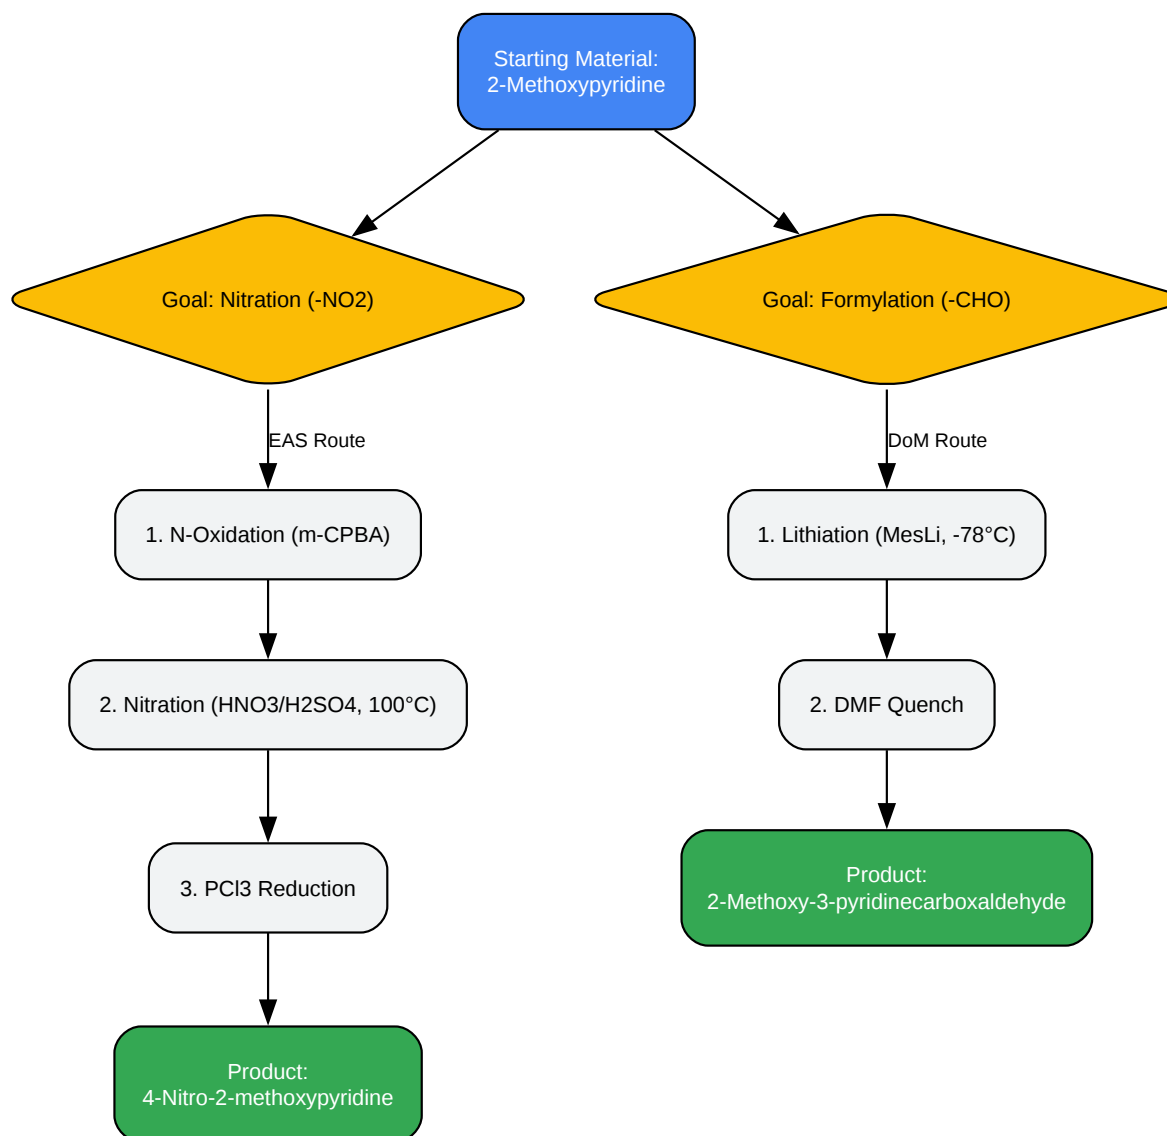 Starting Material:
2-Methoxypyridine
Goal: Nitration (-NO2)
Goal: Formylation (-CHO)
EAS Route
DoM Route
1. N-Oxidation (m-CPBA)
1. Lithiation (MesLi, -78°C)
2. Nitration (HNO3/H2SO4, 100°C)
2. DMF Quench
3. PCl3 Reduction
Product:
2-Methoxy-3-pyridinecarboxaldehyde
Product:
4-Nitro-2-methoxypyridine